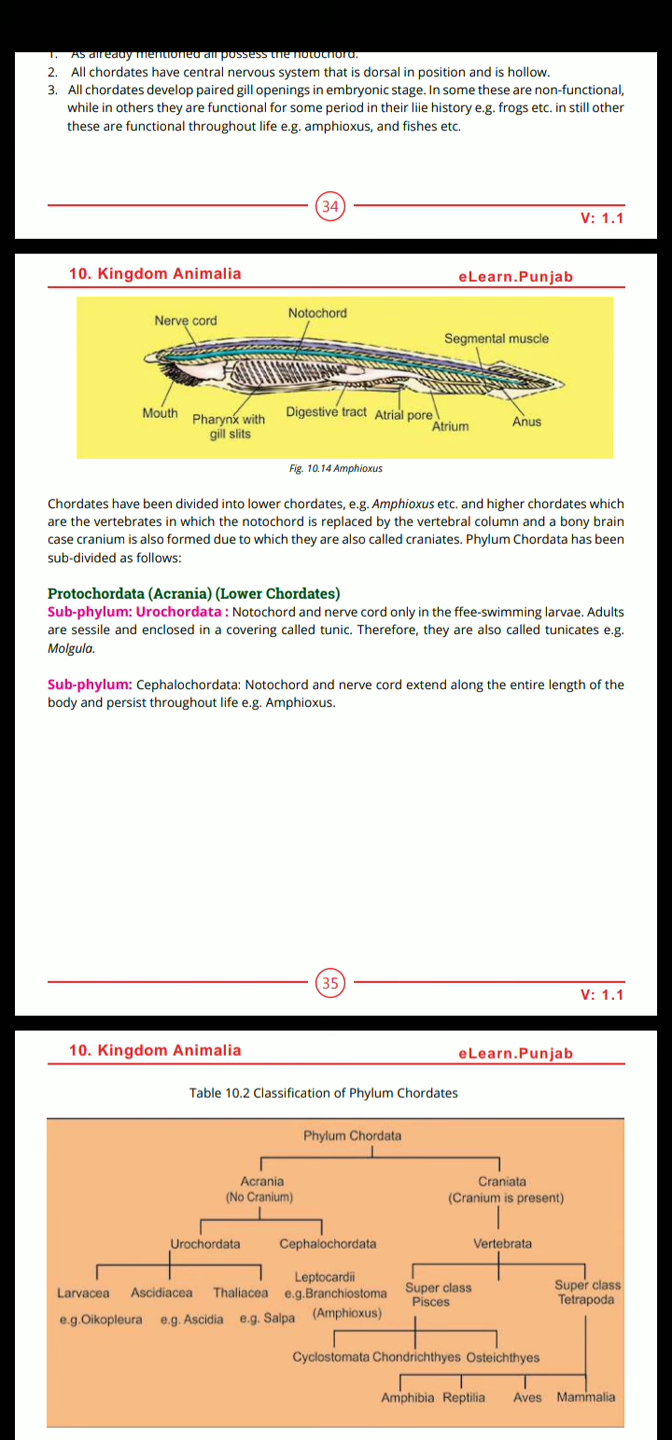 1. As already mentioned all possess the notochord.
2. All chordates have central nervous system that is dorsal in position and is hollow.
3. All chordates develop paired gill openings in embryonic stage. In some these are non-functional,
while in others they are functional for some period in their liie history e.g. frogs etc. in still other
these are functional throughout life e.g. amphioxus, and fishes etc.
34
V: 1.1
10. Kingdom Animalia
eLearn.Punjab
Nerve cord
Notochord
Segmental muscle
Mouth
Pharynx with
gill slits
Digestive tract
Atrial pore
Atrium
Anus
Fig. 10.14 Amphioxus
Chordates have been divided into lower chordates, e.g. Amphioxus etc. and higher chordates which
are the vertebrates in which the notochord is replaced by the vertebral column and a bony brain
case cranium is also formed due to which they are also called craniates. Phylum Chordata has been
sub-divided as follows:
Protochordata (Acrania) (Lower Chordates)
Sub-phylum: Urochordata : Notochord and nerve cord only in the ffee-swimming larvae. Adults
are sessile and enclosed in a covering called tunic. Therefore, they are also called tunicates e.g.
Molgula.
Sub-phylum: Cephalochordata: Notochord and nerve cord extend along the entire length of the
body and persist throughout life e.g. Amphioxus.
35
V: 1.1
10. Kingdom Animalia
eLearn.Punjab
Table 10.2 Classification of Phylum Chordates
Phylum Chordata
Acrania
(No Cranium)
Craniata
(Cranium is present)
Urochordata
Cephalochordata
Vertebrata
Larvacea
e.g.Oikopleura
Ascidiacea
e.g. Ascidia
Thaliacea
e.g. Salpa
Leptocardii
e.g.Branchiostoma
(Amphioxus)
Super class
Pisces
Super class
Tetrapoda
Cyclostomata Chondrichthyes Osteichthyes
Amphibia Reptilia Aves Mammalia